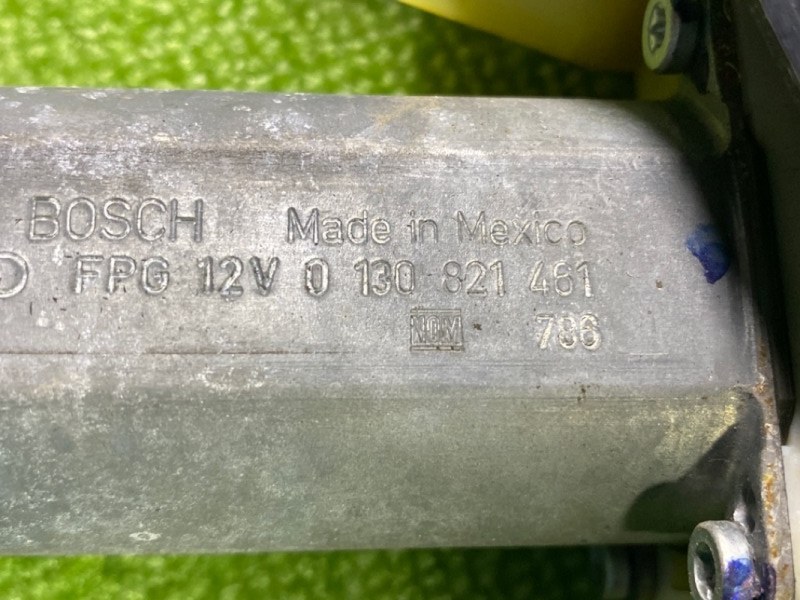 BOSCH Made in Mexico
FPG 12V 0 130 821 461
NOM 786